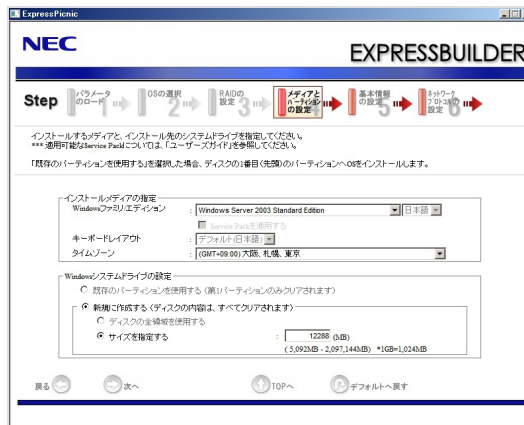 ExpressPicnic
NEC
EXPRESSBUILDER
Step
パラメータのロード 1
OSの選択 2
RAIDの設定 3
メディアとパーティションの設定 4
基本情報の設定 5
ネットワークプロトコルの設定 6
インストールするメディアと、インストール先のシステムドライブを指定してください。
*** 適用可能なService Packについては、「ユーザーズガイド」を参照してください。
「既存のパーティションを使用する」を選択した場合、ディスクの1番目(先頭)のパーティションへOSをインストールします。
インストールメディアの指定
Windowsファミリ/エディション : Windows Server 2003 Standard Edition 日本語
Service Packを適用する
キーボードレイアウト : デフォルト(日本語)
タイムゾーン : (GMT+09:00) 大阪、札幌、東京
Windowsシステムドライブの設定
既存のパーティションを使用する (第1パーティションのみクリアされます)
新規に作成する (ディスクの内容は、すべてクリアされます)
ディスクの全領域を使用する
サイズを指定する : 12288 (MB)
( 5,092MB - 2,097,144MB) *1GB=1,024MB
戻る
次へ
TOPへ
デフォルトへ戻す